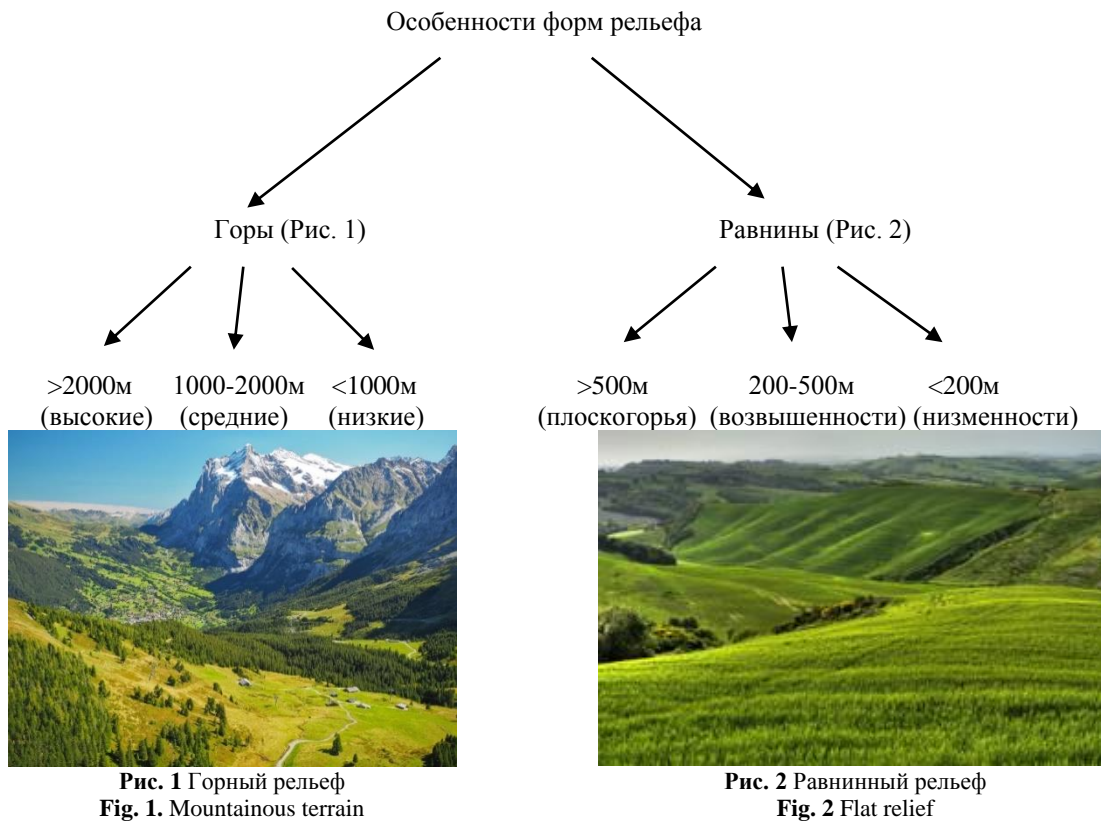 Особенности форм рельефа
Горы (Рис. 1)
Равнины (Рис. 2)
>2000м 1000-2000м <1000м
(высокие) (средние) (низкие)
>500м 200-500м <200м
(плоскогорья) (возвышенности) (низменности)
Рис. 1 Горный рельеф
Fig. 1. Mountainous terrain
Рис. 2 Равнинный рельеф
Fig. 2 Flat relief